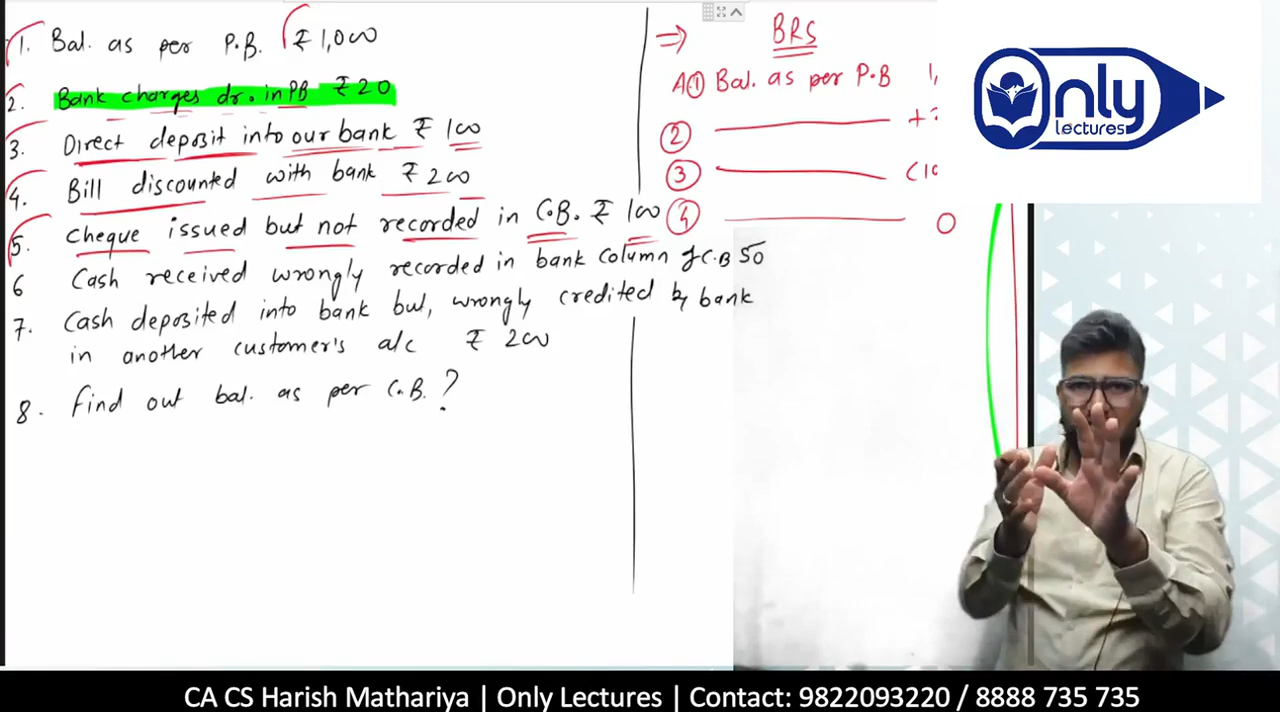 1. Bal. as per P.B. ₹ 1,000
2. Bank charges dr. in PB ₹ 20
3. Direct deposit into our bank ₹ 100
4. Bill discounted with bank ₹ 200
5. cheque issued but not recorded in C.B. ₹ 100
6 Cash received wrongly recorded in bank column of C.B 50
7. Cash deposited into bank but, wrongly credited by bank
in another customer's a/c ₹ 200
8. find out bal. as per C.B. ?
⇒ BRS
A① Bal. as per P.B 1,
②
③ (10
④ 0
Only
lectures
CA CS Harish Mathariya | Only Lectures | Contact: 9822093220 / 8888 735 735